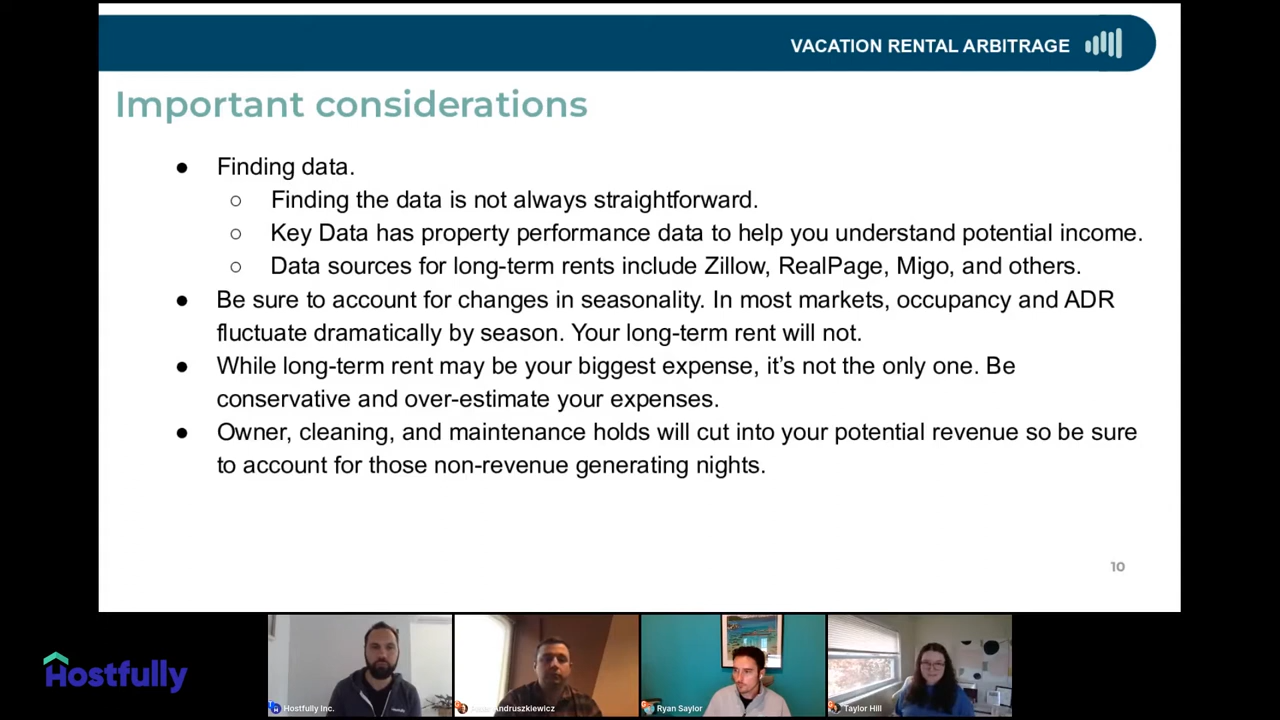 VACATION RENTAL ARBITRAGE
Important considerations
● Finding data.
○ Finding the data is not always straightforward.
○ Key Data has property performance data to help you understand potential income.
○ Data sources for long-term rents include Zillow, RealPage, Migo, and others.
● Be sure to account for changes in seasonality. In most markets, occupancy and ADR
fluctuate dramatically by season. Your long-term rent will not.
● While long-term rent may be your biggest expense, it's not the only one. Be
conservative and over-estimate your expenses.
● Owner, cleaning, and maintenance holds will cut into your potential revenue so be sure
to account for those non-revenue generating nights.
10
Hostfully
Hostfully Inc.
Andruszkiewicz
Ryan Saylor
Taylor Hill